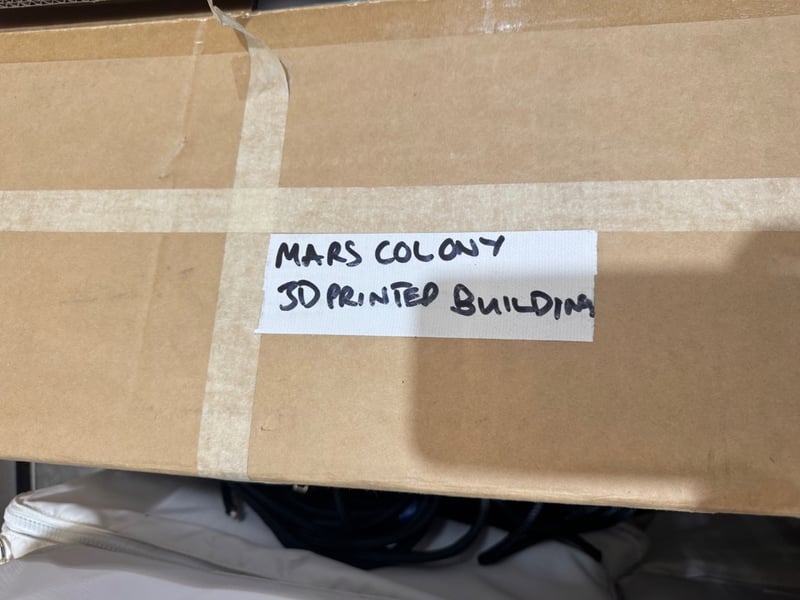 MARS COLONY
3D PRINTED BUILDING